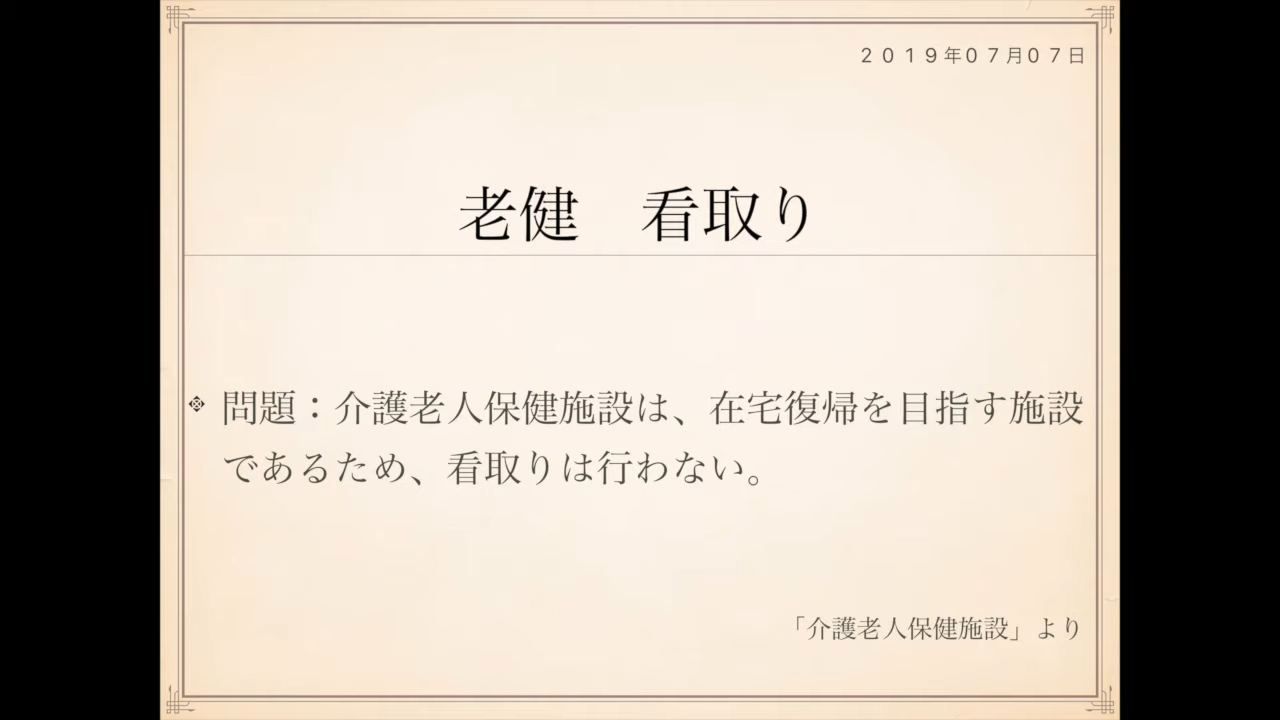 ２０１９年０７月０７日
老健　看取り
問題：介護老人保健施設は、在宅復帰を目指す施設
であるため、看取りは行わない。
「介護老人保健施設」より